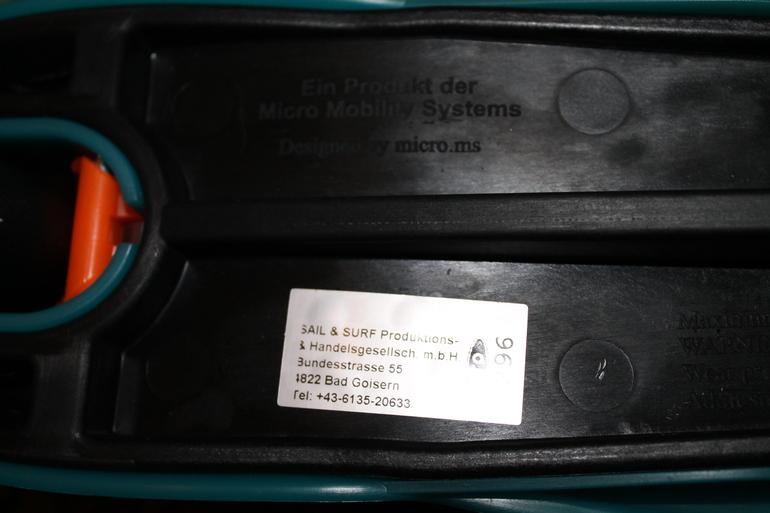 Ein Produkt der
Micro Mobility Systems
Designed by micro.ms
SAIL & SURF Produktions-
& Handelsgesellsch. m.b.H
Bundesstrasse 55
4822 Bad Goisern
Tel: +43-6135-20633